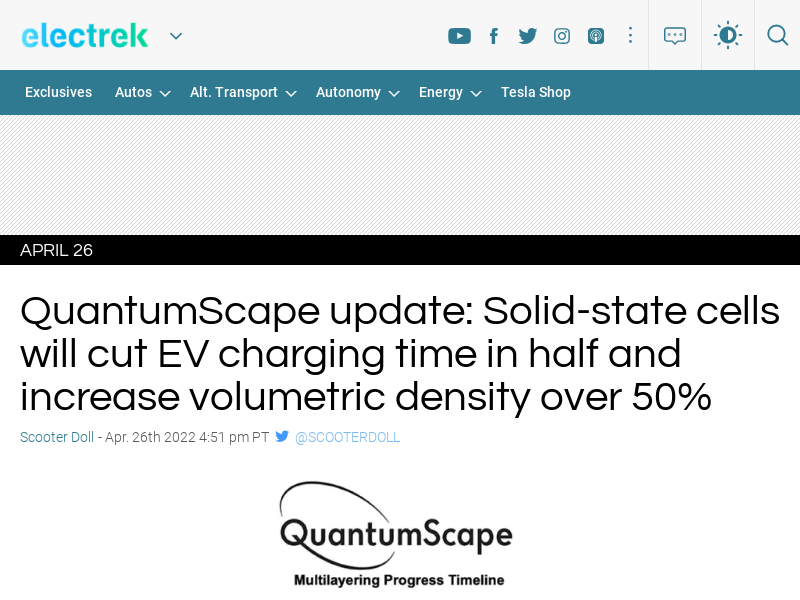 electrek
Exclusives Autos Alt. Transport Autonomy Energy Tesla Shop
APRIL 26
QuantumScape update: Solid-state cells
will cut EV charging time in half and
increase volumetric density over 50%
Scooter Doll - Apr. 26th 2022 4:51 pm PT @SCOOTERDOLL
QuantumScape
Multilayering Progress Timeline